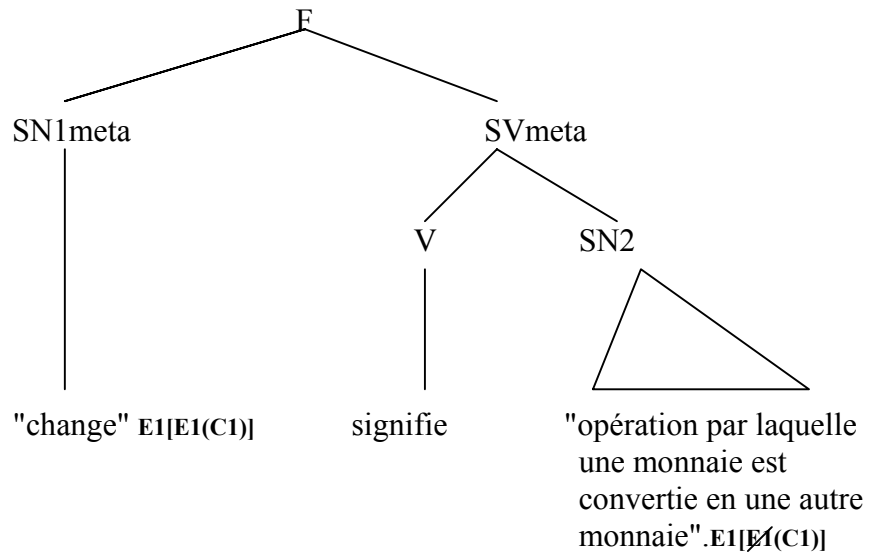 F
SN1meta SVmeta
V SN2
"change" E1[E1(C1)] signifie "opération par laquelle
une monnaie est
convertie en une autre
monnaie".E1[E1(C1)]